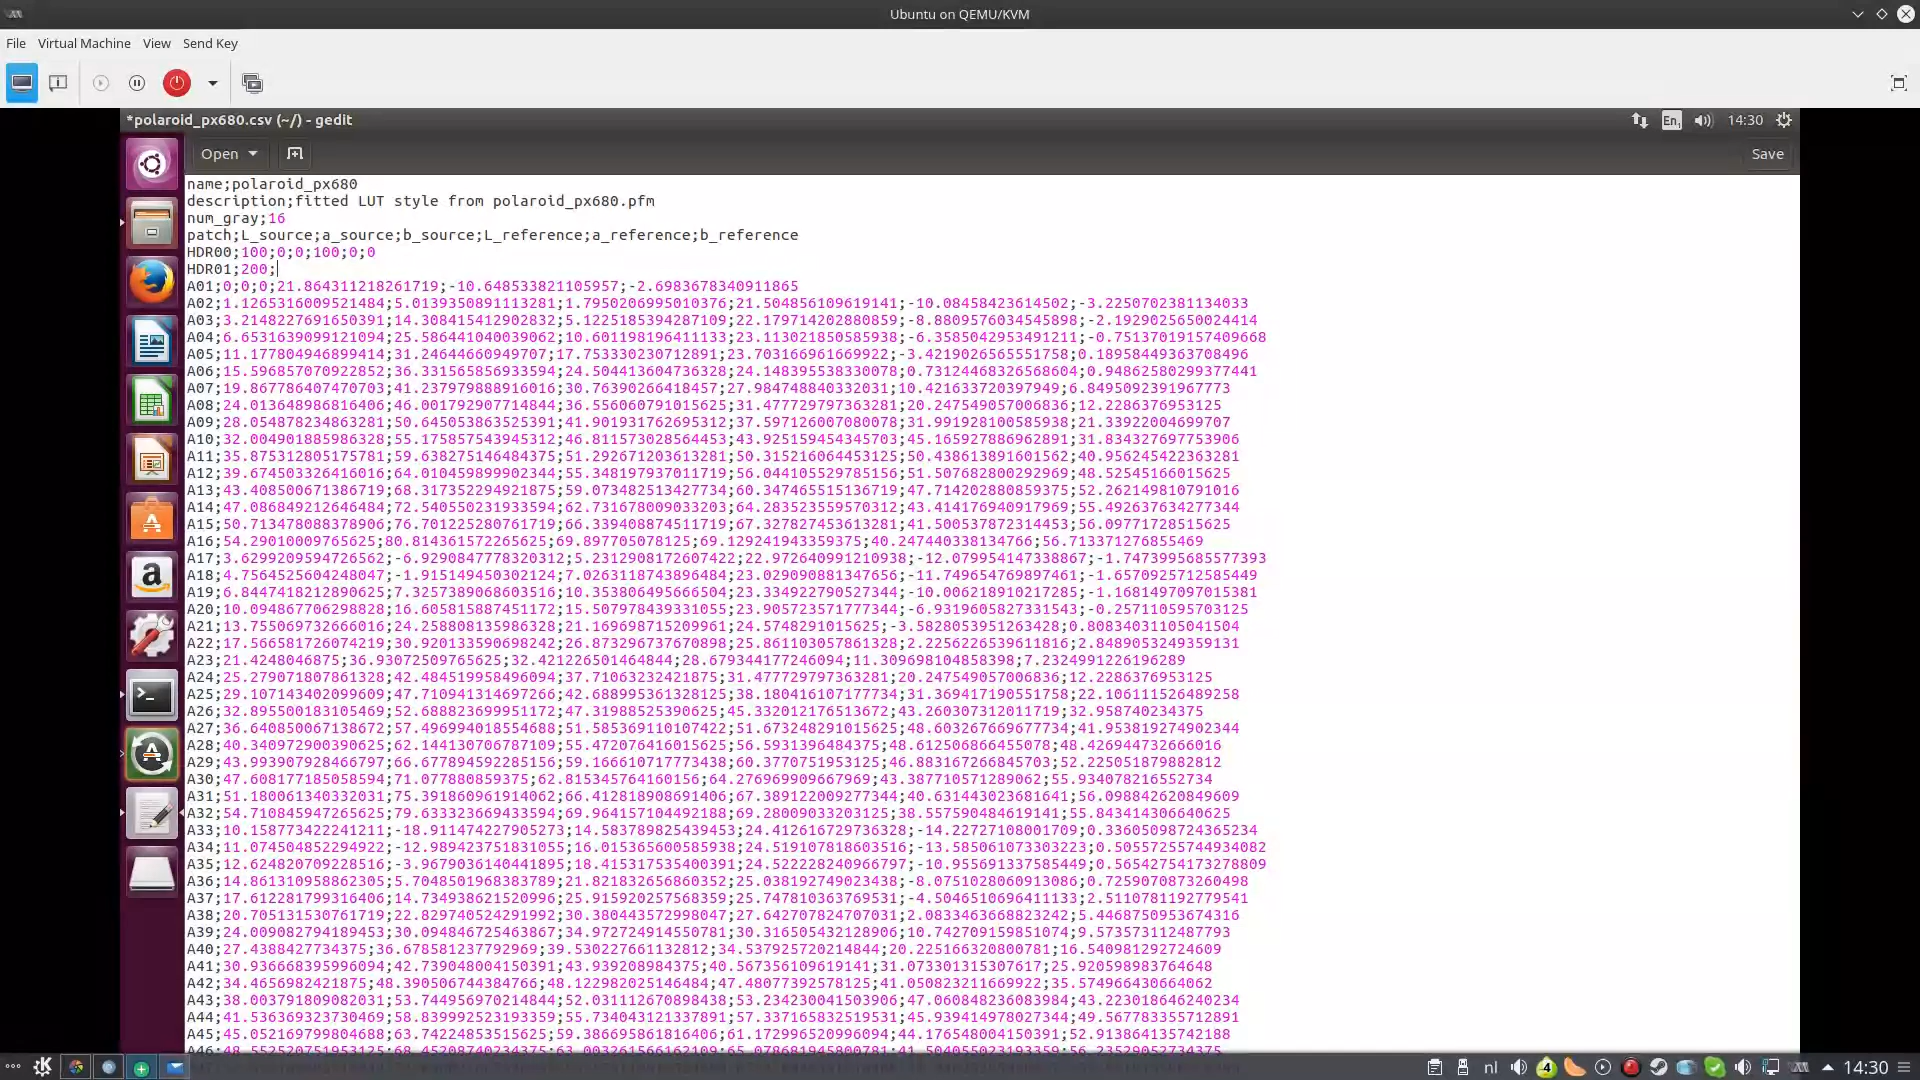 Ubuntu on QEMU/KVM
File Virtual Machine View Send Key
*polaroid_px680.csv (~/) - gedit
En1 14:30
Open Save
name;polaroid_px680
description;fitted LUT style from polaroid_px680.pfm
num_gray;16
patch;L_source;a_source;b_source;L_reference;a_reference;b_reference
HDR00;100;0;0;100;0;0
HDR01;200;
A01;0;0;0;21.864311218261719;-10.648533821105957;-2.6983678340911865
A02;1.1265316009521484;5.0139350891113281;1.7950206995010376;21.504856109619141;-10.08458423614502;-3.2250702381134033
A03;3.2148227691650391;14.308415412902832;5.1225185394287109;22.179714202880859;-8.8809576034545898;-2.1929025650024414
A04;6.6531639099121094;25.586441040039062;10.601198196411133;23.113021850585938;-6.3585042953491211;-0.75137019157409668
A05;11.177804946899414;31.24644660949707;17.753330230712891;23.703166961669922;-3.4219026565551758;0.18958449363708496
A06;15.596857070922852;36.331565856933594;24.504413604736328;24.148395538330078;0.73124468326568604;0.94862580299377441
A07;19.867786407470703;41.237979888916016;30.76390266418457;27.984748840332031;10.421633720397949;6.8495092391967773
A08;24.013648986816406;46.001792907714844;36.556060791015625;31.477729797363281;20.247549057006836;12.2286376953125
A09;28.054878234863281;50.645053863525391;41.901931762695312;37.597126007080078;31.991928100585938;21.33922004699707
A10;32.004901885986328;55.175857543945312;46.811573028564453;43.925159454345703;45.165927886962891;31.834327697753906
A11;35.875312805175781;59.638275146484375;51.292671203613281;50.315216064453125;50.438613891601562;40.956245422363281
A12;39.674503326416016;64.010459899902344;55.348197937011719;56.044105529785156;51.507682800292969;48.52545166015625
A13;43.408500671386719;68.317352294921875;59.073482513427734;60.347465515136719;47.714202880859375;52.262149810791016
A14;47.086849212646484;72.540550231933594;62.731678009033203;64.283523559570312;43.414176940917969;55.492637634277344
A15;50.713478088378906;76.701225280761719;66.339408874511719;67.327827453613281;41.500537872314453;56.09771728515625
A16;54.29010009765625;80.814361572265625;69.897705078125;69.129241943359375;40.247440338134766;56.713371276855469
A17;3.6299209594726562;-6.9290847778320312;5.2312908172607422;22.972640991210938;-12.079954147338867;-1.7473995685577393
A18;4.7564525604248047;-1.915149450302124;7.0263118743896484;23.029090881347656;-11.749654769897461;-1.6570925712585449
A19;6.8447418212890625;7.3257389068603516;10.353806495666504;23.334922790527344;-10.006218910217285;-1.1681497097015381
A20;10.094867706298828;16.605815887451172;15.507978439331055;23.905723571777344;-6.9319605827331543;-0.257110595703125
A21;13.755069732666016;24.258808135986328;21.169698715209961;24.5748291015625;-3.5828053951263428;0.80834031105041504
A22;17.566581726074219;30.920133590698242;26.873296737670898;25.861103057861328;2.2256226539611816;2.8489053249359131
A23;21.4248046875;36.93072509765625;32.421226501464844;28.679344177246094;11.309698104858398;7.2324991226196289
A24;25.279071807861328;42.484519958496094;37.71063232421875;31.477729797363281;20.247549057006836;12.2286376953125
A25;29.107143402099609;47.710941314697266;42.688995361328125;38.180416107177734;31.369417190551758;22.106111526489258
A26;32.895500183105469;52.688823699951172;47.31988525390625;45.332012176513672;43.260307312011719;32.958740234375
A27;36.640850067138672;57.496994018554688;51.585369110107422;51.673248291015625;48.603267669677734;41.953819274902344
A28;40.340972900390625;62.144130706787109;55.472076416015625;56.5931396484375;48.612506866455078;48.426944732666016
A29;43.993907928466797;66.677894592285156;59.166610717773438;60.3770751953125;46.883167266845703;52.225051879882812
A30;47.608177185058594;71.077880859375;62.815345764160156;64.276969909667969;43.387710571289062;55.934078216552734
A31;51.180061340332031;75.391860961914062;66.412818908691406;67.389122009277344;40.631443023681641;56.098842620849609
A32;54.710845947265625;79.633323669433594;69.964157104492188;69.28009033203125;38.557590484619141;55.843414306640625
A33;10.158773422241211;-18.911474227905273;14.583789825439453;24.412616729736328;-14.22727108001709;0.33605098724365234
A34;11.074504852294922;-12.989423751831055;16.015365600585938;24.519107818603516;-13.585061073303223;0.50557255744934082
A35;12.624820709228516;-3.9679036140441895;18.415317535400391;24.522228240966797;-10.955691337585449;0.56542754173278809
A36;14.861310958862305;5.7048501968383789;21.821832656860352;25.038192749023438;-8.0751028060913086;0.7259070873260498
A37;17.612281799316406;14.734938621520996;25.915920257568359;25.747810363769531;-4.5046510696411133;2.5110781192779541
A38;20.705131530761719;22.829740524291992;30.380443572998047;27.642707824707031;2.0833463668823242;5.4468750953674316
A39;24.009082794189453;30.094846725463867;34.972724914550781;30.316505432128906;10.742709159851074;9.573573112487793
A40;27.4388427734375;36.678581237792969;39.530227661132812;34.537925720214844;20.225166320800781;16.540981292724609
A41;30.936668395996094;42.739048004150391;43.939208984375;40.567356109619141;31.073301315307617;25.920598983764648
A42;34.4656982421875;48.390506744384766;48.122982025146484;47.48077392578125;41.050823211669922;35.574966430664062
A43;38.003791809082031;53.744956970214844;52.031112670898438;53.234230041503906;47.060848236083984;43.223018646240234
A44;41.536369323730469;58.839992523193359;55.734043121337891;57.337165832519531;45.939414978027344;49.567783355712891
A45;45.052169799804688;63.74224853515625;59.386695861816406;61.172996520996094;44.176548004150391;52.913864135742188
A46;48.552520751953125;68.45208740234375;63.003261566162109;65.078681945800781;41.504055023193359;56.23529052734375
nl 4 14:30